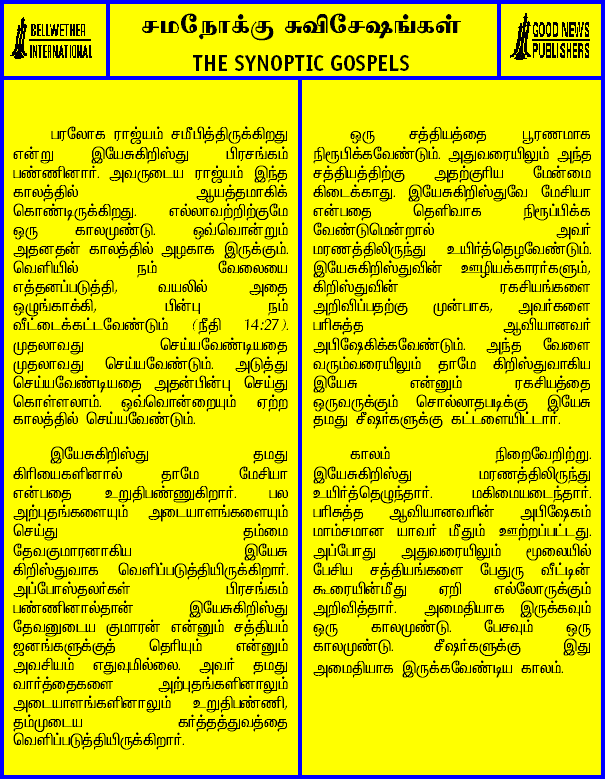 BELLWETHER
INTERNATIONAL
சமநோக்கு சுவிசேஷங்கள்
THE SYNOPTIC GOSPELS
GOOD NEWS
PUBLISHERS
பரலோக ராஜ்யம் சமீபித்திருக்கிறது
என்று இயேசுகிறிஸ்து பிரசங்கம்
பண்ணினார். அவருடைய ராஜ்யம் இந்த
காலத்தில் ஆயத்தமாகிக்
கொண்டிருக்கிறது. எல்லாவற்றிற்குமே
ஒரு காலமுண்டு. ஒவ்வொன்றும்
அதனதன் காலத்தில் அழகாக இருக்கும்.
வெளியில் நம் வேலையை
எத்தனப்படுத்தி, வயலில் அதை
ஒழுங்காக்கி, பின்பு நம்
வீட்டைக்கட்டவேண்டும் (நீதி 14:27).
முதலாவது செய்யவேண்டியதை
முதலாவது செய்யவேண்டும். அடுத்து
செய்யவேண்டியதை அதன்பின்பு செய்து
கொள்ளலாம். ஒவ்வொன்றையும் ஏற்ற
காலத்தில் செய்யவேண்டும்.
இயேசுகிறிஸ்து தமது
கிரியைகளினால் தாமே மேசியா
என்பதை உறுதிபண்ணுகிறார். பல
அற்புதங்களையும் அடையாளங்களையும்
செய்து தம்மை
தேவகுமாரனாகிய இயேசு
கிறிஸ்துவாக வெளிப்படுத்தியிருக்கிறார்.
அப்போஸ்தலர்கள் பிரசங்கம்
பண்ணினால்தான் இயேசுகிறிஸ்து
தேவனுடைய குமாரன் என்னும் சத்தியம்
ஜனங்களுக்குத் தெரியும் என்னும்
அவசியம் எதுவுமில்லை. அவர் தமது
வார்த்தைகளை அற்புதங்களினாலும்
அடையாளங்களினாலும் உறுதிபண்ணி,
தம்முடைய கர்த்தத்துவத்தை
வெளிப்படுத்தியிருக்கிறார்.
ஒரு சத்தியத்தை பூரணமாக
நிரூபிக்கவேண்டும். அதுவரையிலும் அந்த
சத்தியத்திற்கு அதற்குரிய மேன்மை
கிடைக்காது. இயேசுகிறிஸ்துவே மேசியா
என்பதை தெளிவாக நிரூப்பிக்க
வேண்டுமென்றால் அவர்
மரணத்திலிருந்து உயிர்த்தெழவேண்டும்.
இயேசுகிறிஸ்துவின் ஊழியக்காரர்களும்,
கிறிஸ்துவின் ரகசியங்களை
அறிவிப்பதற்கு முன்பாக, அவர்களை
பரிசுத்த ஆவியானவர்
அபிஷேகிக்கவேண்டும். அந்த வேளை
வரும்வரையிலும் தாமே கிறிஸ்துவாகிய
இயேசு என்னும் ரகசியத்தை
ஒருவருக்கும் சொல்லாதபடிக்கு இயேசு
தமது சீஷர்களுக்கு கட்டளையிட்டார்.
காலம் நிறைவேறிற்று.
இயேசுகிறிஸ்து மரணத்திலிருந்து
உயிர்த்தெழுந்தார். மகிமையடைந்தார்.
பரிசுத்த ஆவியானவரின் அபிஷேகம்
மாம்சமான யாவர் மீதும் ஊற்றப்பட்டது.
அப்போது அதுவரையிலும் மூலையில்
பேசிய சத்தியங்களை பேதுரு வீட்டின்
கூரையின்மீது ஏறி எல்லோருக்கும்
அறிவித்தார். அமைதியாக இருக்கவும்
ஒரு காலமுண்டு. பேசவும் ஒரு
காலமுண்டு. சீஷர்களுக்கு இது
அமைதியாக இருக்கவேண்டிய காலம்.